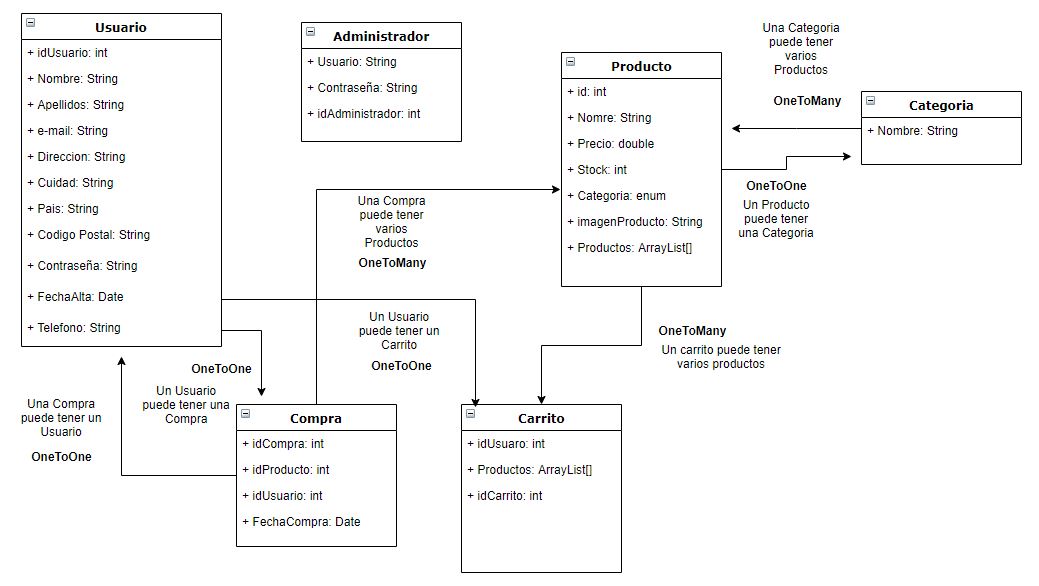 Usuario
+ idUsuario: int
+ Nombre: String
+ Apellidos: String
+ e-mail: String
+ Direccion: String
+ Cuidad: String
+ Pais: String
+ Codigo Postal: String
+ Contraseña: String
+ FechaAlta: Date
+ Telefono: String
Administrador
+ Usuario: String
+ Contraseña: String
+ idAdministrador: int
Producto
+ id: int
+ Nomre: String
+ Precio: double
+ Stock: int
+ Categoria: enum
+ imagenProducto: String
+ Productos: ArrayList[]
Una Categoria
puede tener
varios
Productos
OneToMany
Categoria
+ Nombre: String
OneToOne
Un Producto
puede tener
una Categoria
Una Compra
puede tener
varios
Productos
OneToMany
Un Usuario
puede tener un
Carrito
OneToOne
OneToMany
Un carrito puede tener
varios productos
OneToOne
Un Usuario
puede tener una
Compra
Una Compra
puede tener un
Usuario
OneToOne
Compra
+ idCompra: int
+ idProducto: int
+ idUsuario: int
+ FechaCompra: Date
Carrito
+ idUsuaro: int
+ Productos: ArrayList[]
+ idCarrito: int